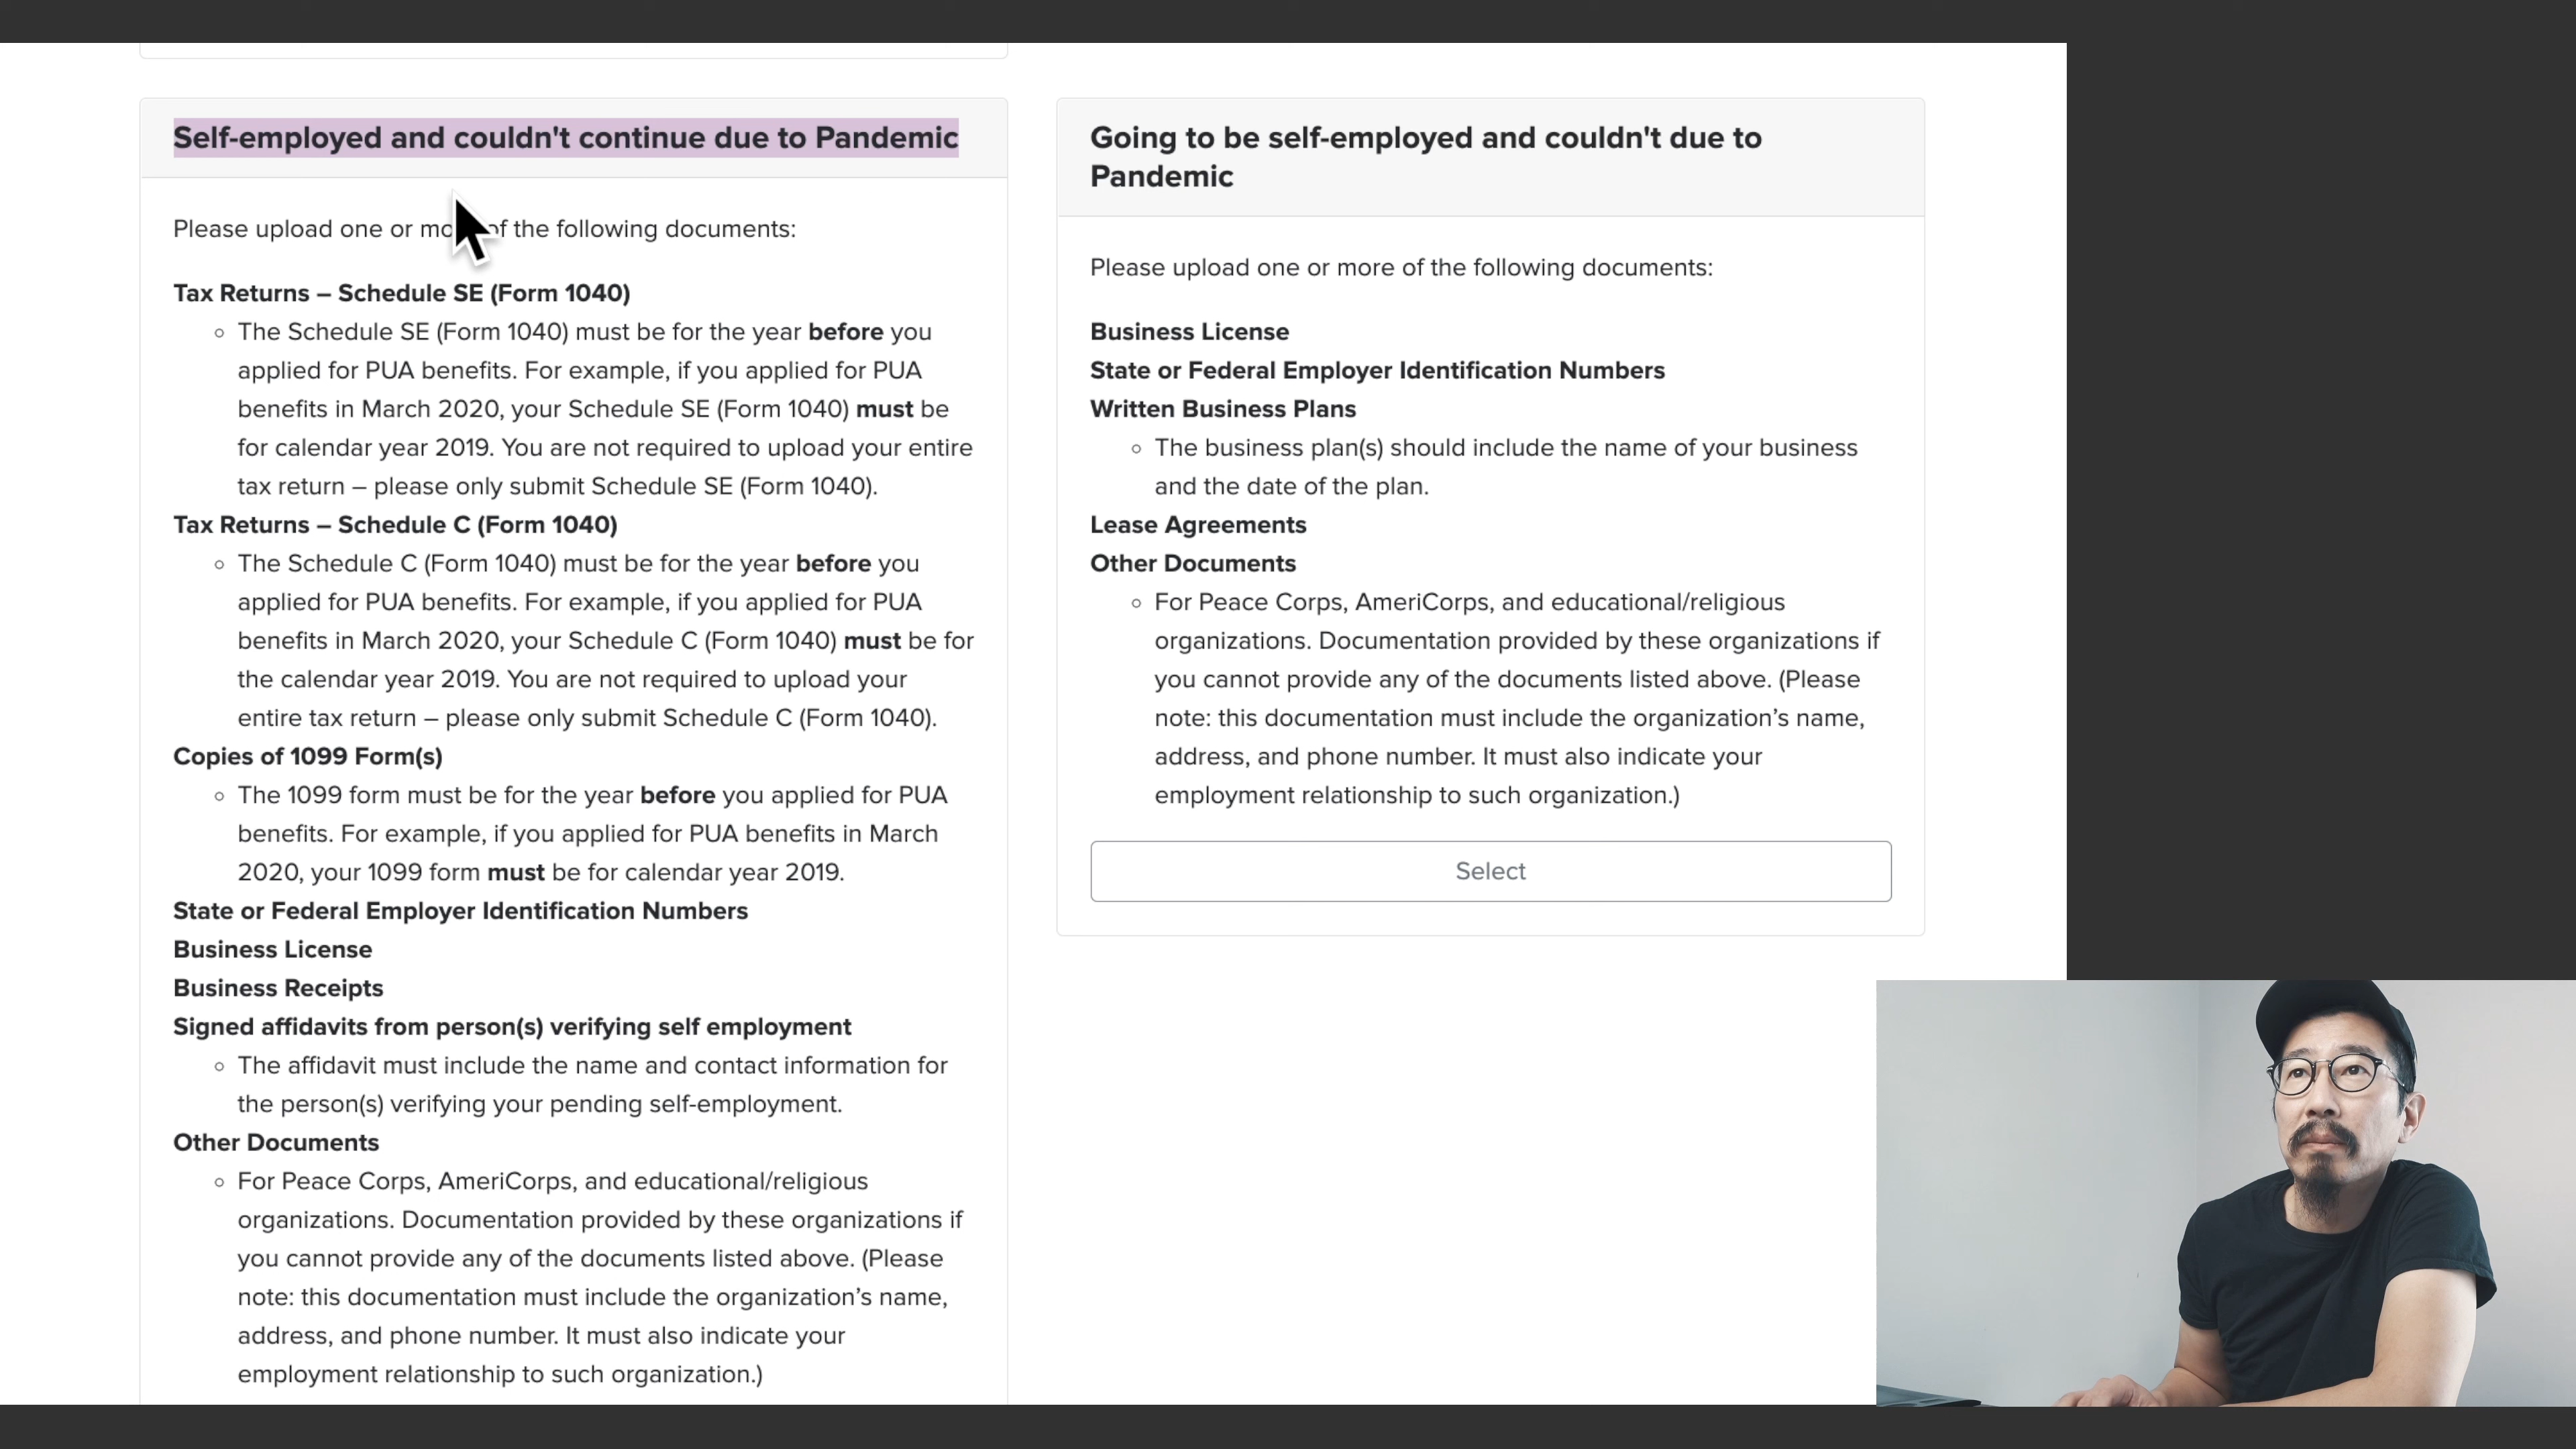 Self-employed and couldn't continue due to Pandemic
Please upload one or mo of the following documents:
Tax Returns – Schedule SE (Form 1040)
The Schedule SE (Form 1040) must be for the year before you
applied for PUA benefits. For example, if you applied for PUA
benefits in March 2020, your Schedule SE (Form 1040) must be
for calendar year 2019. You are not required to upload your entire
tax return – please only submit Schedule SE (Form 1040).
Tax Returns – Schedule C (Form 1040)
The Schedule C (Form 1040) must be for the year before you
applied for PUA benefits. For example, if you applied for PUA
benefits in March 2020, your Schedule C (Form 1040) must be for
the calendar year 2019. You are not required to upload your
entire tax return – please only submit Schedule C (Form 1040).
Copies of 1099 Form(s)
The 1099 form must be for the year before you applied for PUA
benefits. For example, if you applied for PUA benefits in March
2020, your 1099 form must be for calendar year 2019.
State or Federal Employer Identification Numbers
Business License
Business Receipts
Signed affidavits from person(s) verifying self employment
The affidavit must include the name and contact information for
the person(s) verifying your pending self-employment.
Other Documents
For Peace Corps, AmeriCorps, and educational/religious
organizations. Documentation provided by these organizations if
you cannot provide any of the documents listed above. (Please
note: this documentation must include the organization’s name,
address, and phone number. It must also indicate your
employment relationship to such organization.)
Going to be self-employed and couldn't due to
Pandemic
Please upload one or more of the following documents:
Business License
State or Federal Employer Identification Numbers
Written Business Plans
The business plan(s) should include the name of your business
and the date of the plan.
Lease Agreements
Other Documents
For Peace Corps, AmeriCorps, and educational/religious
organizations. Documentation provided by these organizations if
you cannot provide any of the documents listed above. (Please
note: this documentation must include the organization’s name,
address, and phone number. It must also indicate your
employment relationship to such organization.)
Select